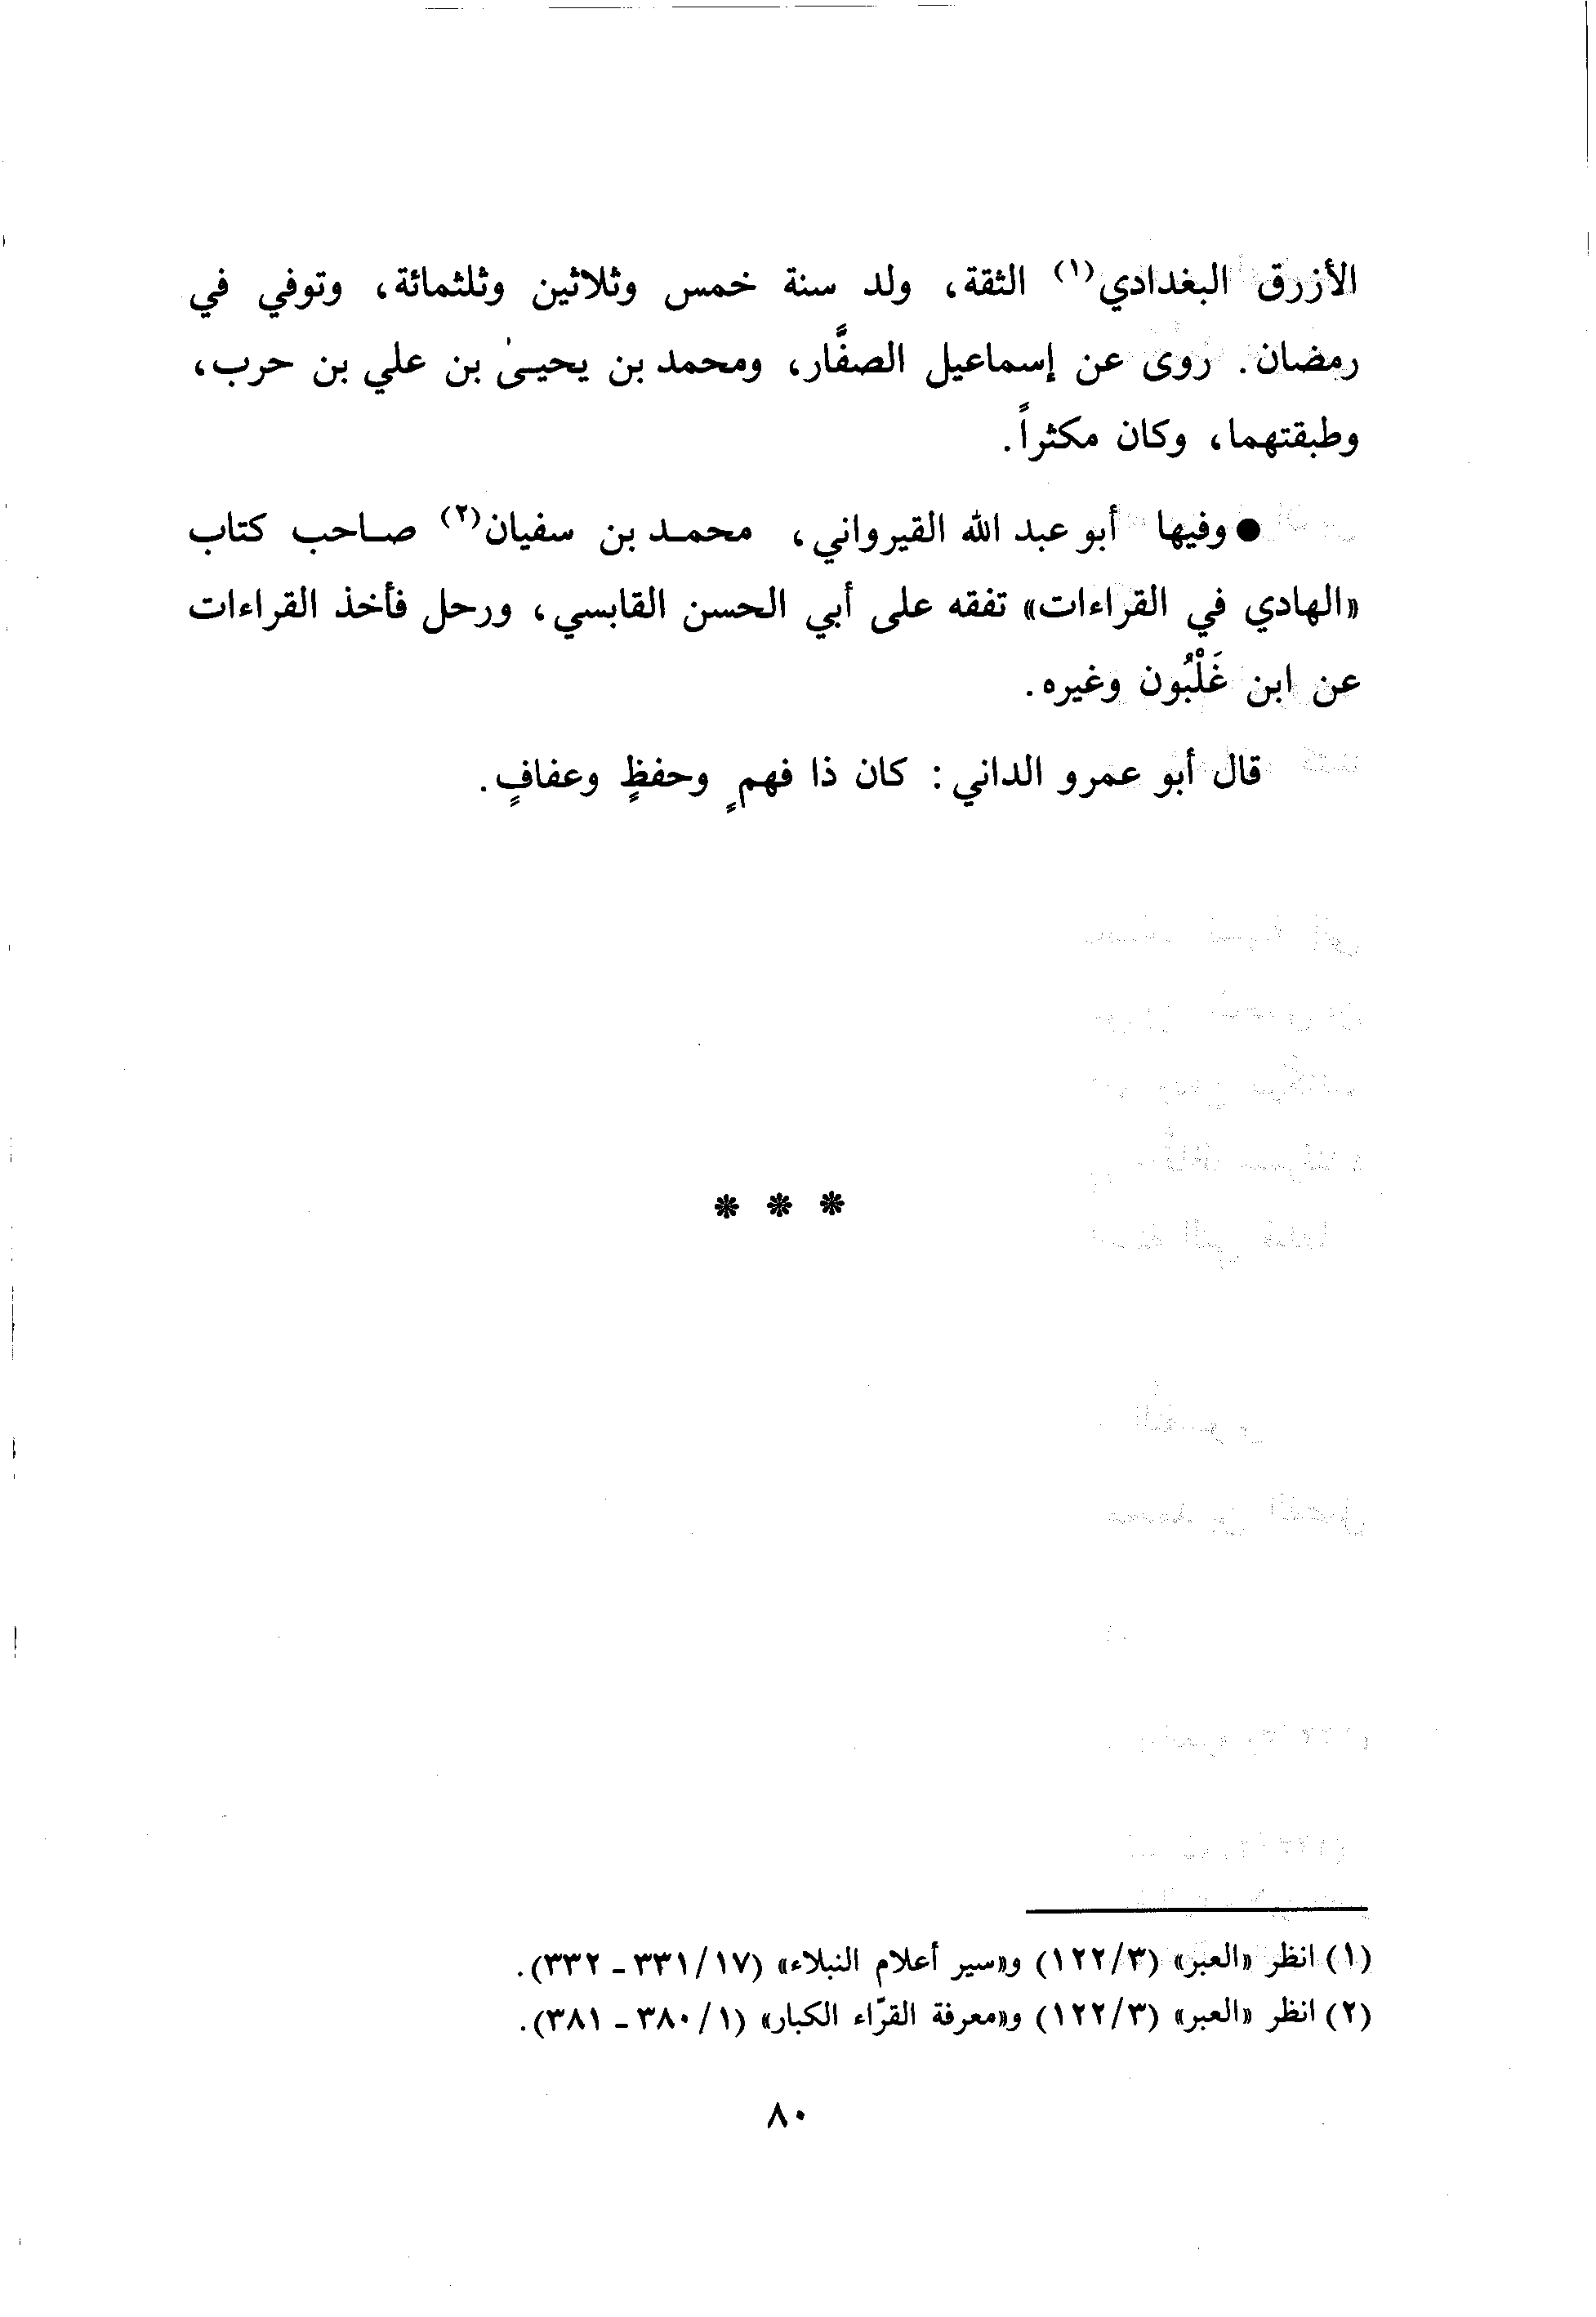 الأزرق البغدادي(١) الثقة، ولد سنة خمس وثلاثين وثلثمائة، وتوفي في
رمضان. روى عن إسماعيل الصفَّار، ومحمد بن يحيىٰ بن علي بن حرب،
وطبقتهما، وكان مكثراً.
● وفيها أبو عبد الله القيرواني، محمـد بن سفيان(٢) صـاحب كتاب
«الهادي في القراءات» تفقه على أبي الحسن القابسي، ورحل فأخذ القراءات
عن ابن غَلْبُون وغيره.
قال أبو عمرو الداني: كان ذا فهمٍ وحفظٍ وعفافٍ.
* * *
(١) انظر «العبر» (١٢٢/٣) و«سير أعلام النبلاء» (٣٣١/١٧ - ٣٣٢).
(٢) انظر «العبر» (١٢٢/٣) و«معرفة القرّاء الكبار» (٣٨٠/١ - ٣٨١).
٨٠